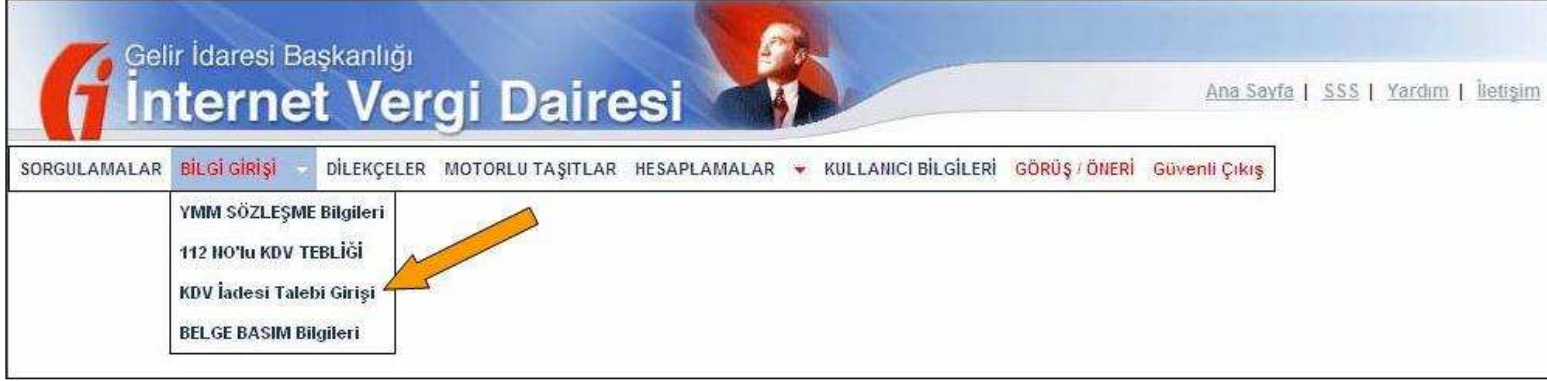 Gelir İdaresi Başkanlığı
İnternet Vergi Dairesi
Ana Sayfa | SSS | Yardım | İletişim
SORGULAMALAR BİLGİ GİRİŞİ DİLEKÇELER MOTORLU TAŞITLAR HESAPLAMALAR KULLANICI BİLGİLERİ GÖRÜŞ / ÖNERİ Güvenli Çıkış
YMM SÖZLEŞME Bilgileri
112 NO'lu KDV TEBLİĞİ
KDV İadesi Talebi Girişi
BELGE BASIM Bilgileri